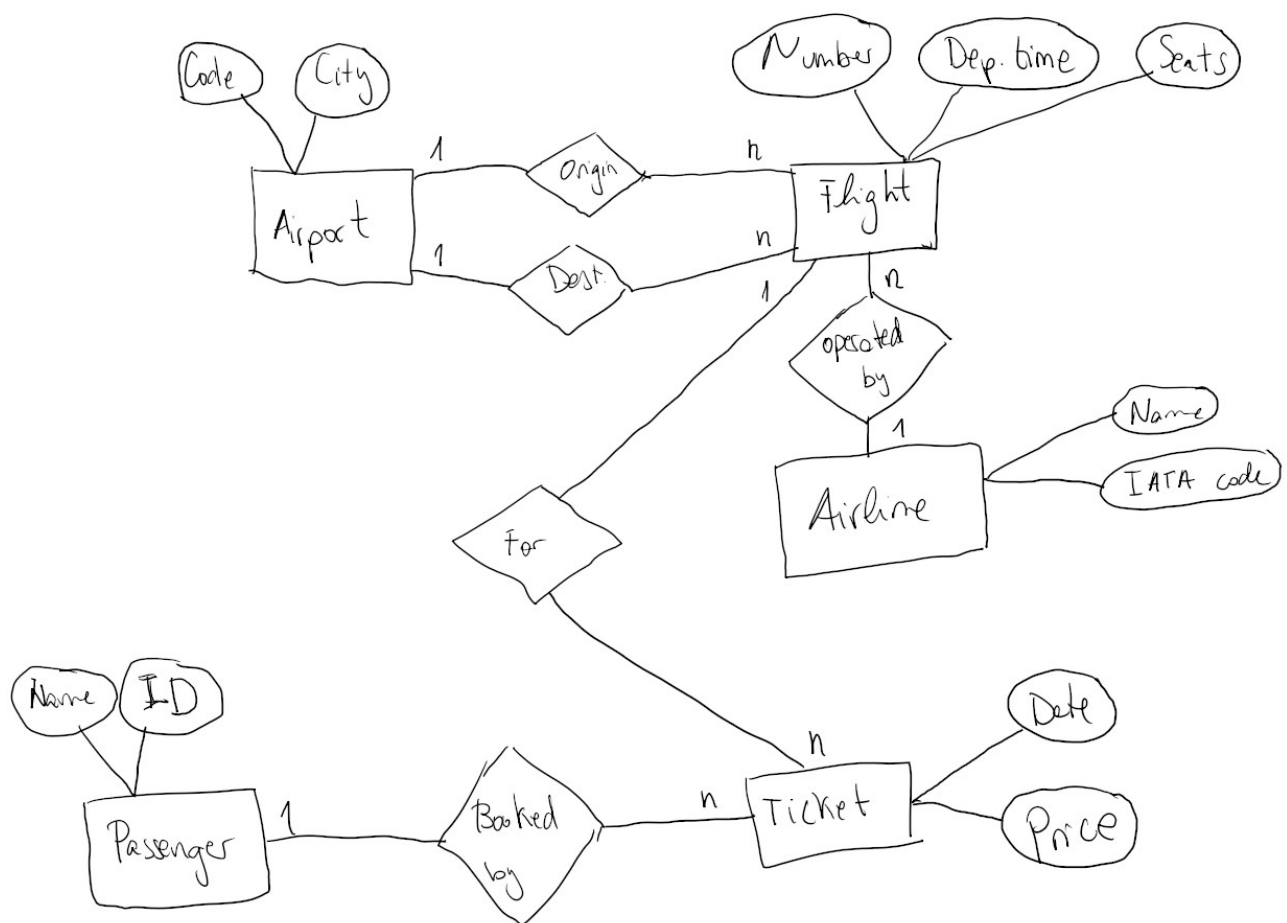 Code
City
Number
Dep. time
Seats
1
Origin
n
Airport
Flight
1
Dest.
n
1
n
operated
by
1
Name
IATA code
Airline
For
Name
ID
n
Date
Passenger
1
Booked
by
n
Ticket
Price